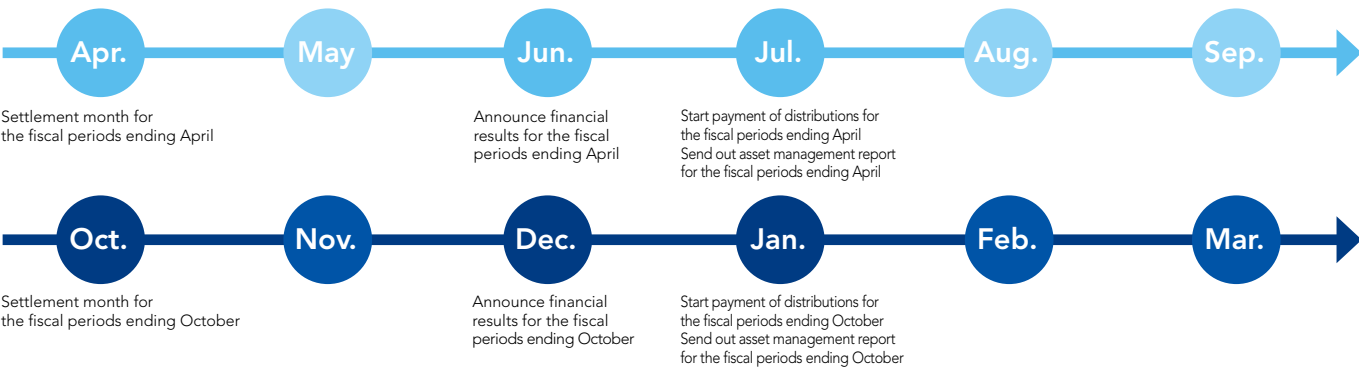 Apr. May Jun. Jul. Aug. Sep.
Settlement month for
the fiscal periods ending April
Announce financial
results for the fiscal
periods ending April
Start payment of distributions for
the fiscal periods ending April
Send out asset management report
for the fiscal periods ending April
Oct. Nov. Dec. Jan. Feb. Mar.
Settlement month for
the fiscal periods ending October
Announce financial
results for the fiscal
periods ending October
Start payment of distributions for
the fiscal periods ending October
Send out asset management report
for the fiscal periods ending October